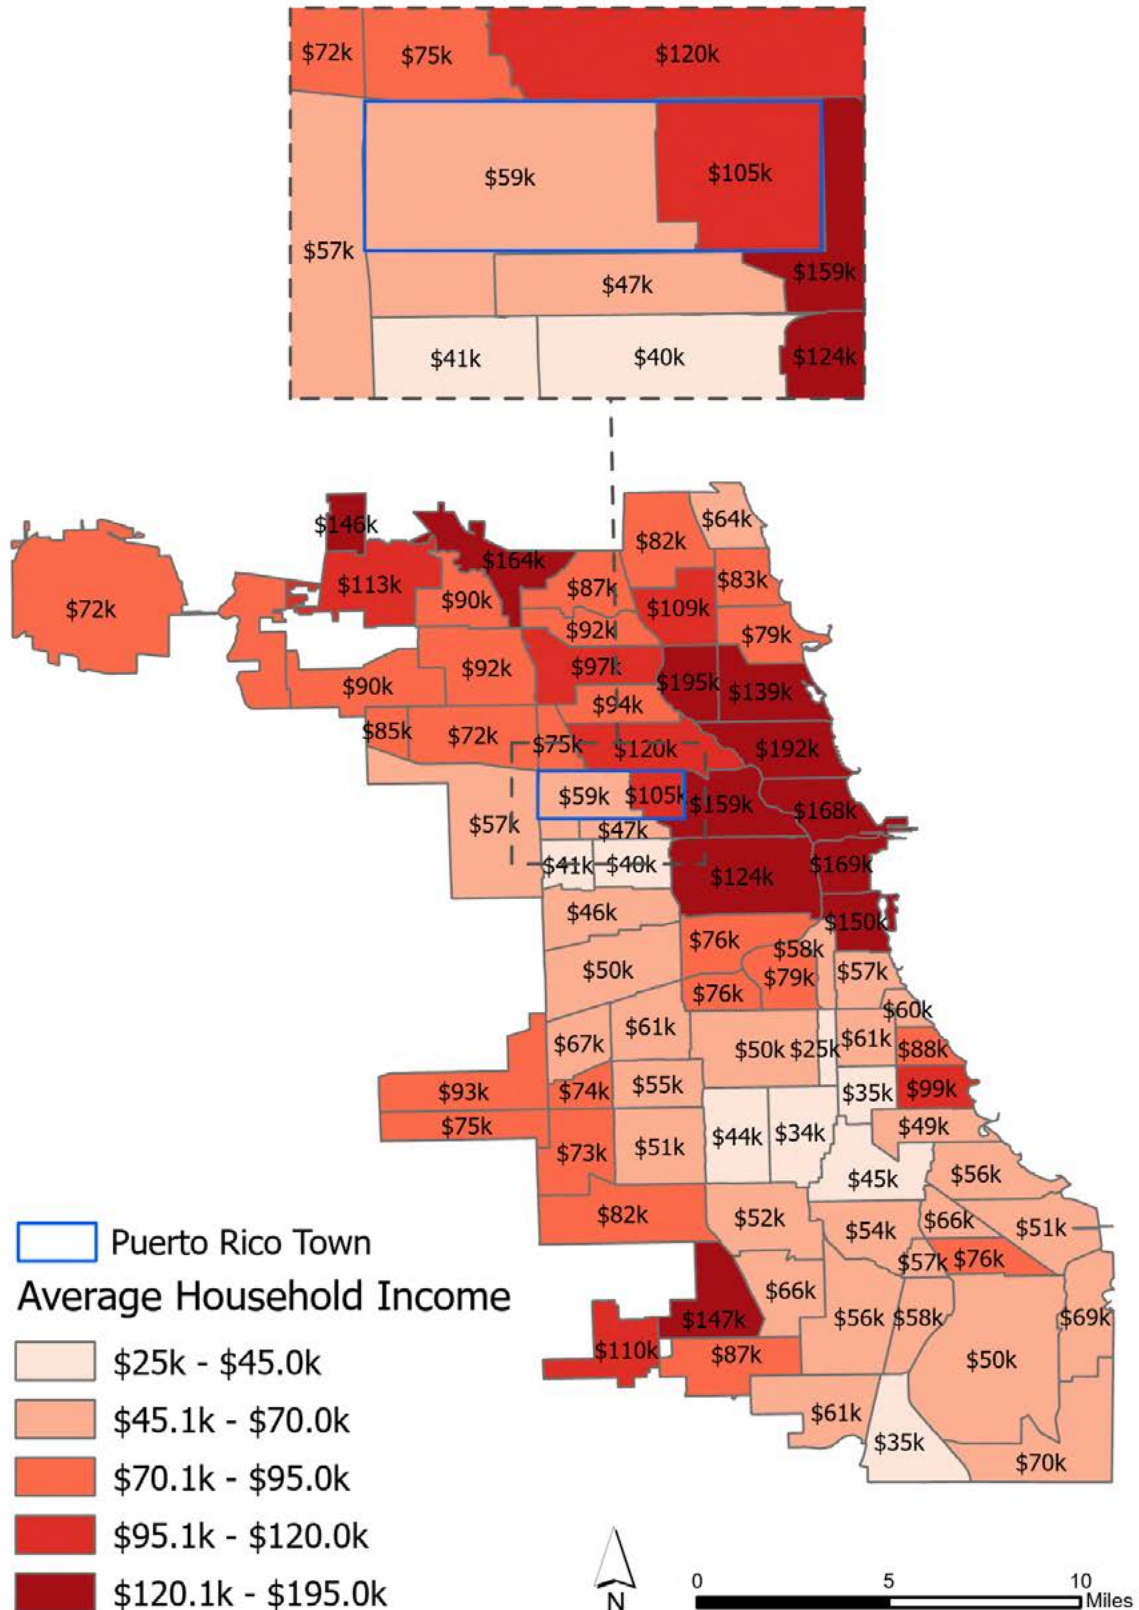 $72k $75k $120k
$59k $105k
$57k
$159k
$47k
$41k $40k $124k
$146k $64k
$82k
$164k
$72k $113k $90k $87k $83k
$109k
$92k $79k
$90k $92k $97k $195k $139k
$94k
$85k $72k $75k $120k $192k
$59k $105k $159k $168k
$57k $47k
$41k $40k $124k $169k
$46k $150k
$76k $58k
$50k $79k $57k
$76k $60k
$67k $61k $50k $25k $61k $88k
$93k $74k $55k $35k $99k
$75k $49k
$73k $51k $44k $34k
$45k $56k
$82k $52k $54k $66k $51k
$57k $76k
$66k
$147k $56k $58k $69k
$110k $87k $50k
$61k
$35k
$70k
Puerto Rico Town
Average Household Income
$25k - $45.0k
$45.1k - $70.0k
$70.1k - $95.0k
$95.1k - $120.0k
$120.1k - $195.0k
N
0 5 10
Miles